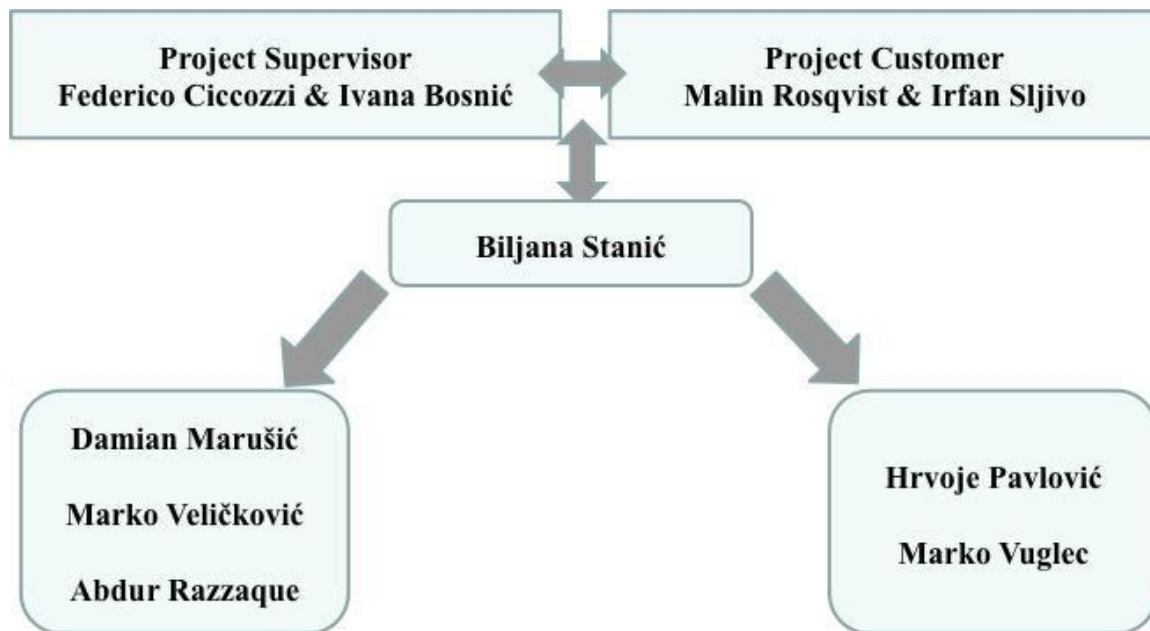 Project Supervisor
Federico Ciccozzi & Ivana Bosnić
Project Customer
Malin Rosqvist & Irfan Sljivo
Biljana Stanić
Damian Marušić
Marko Veličković
Abdur Razzaque
Hrvoje Pavlović
Marko Vuglec